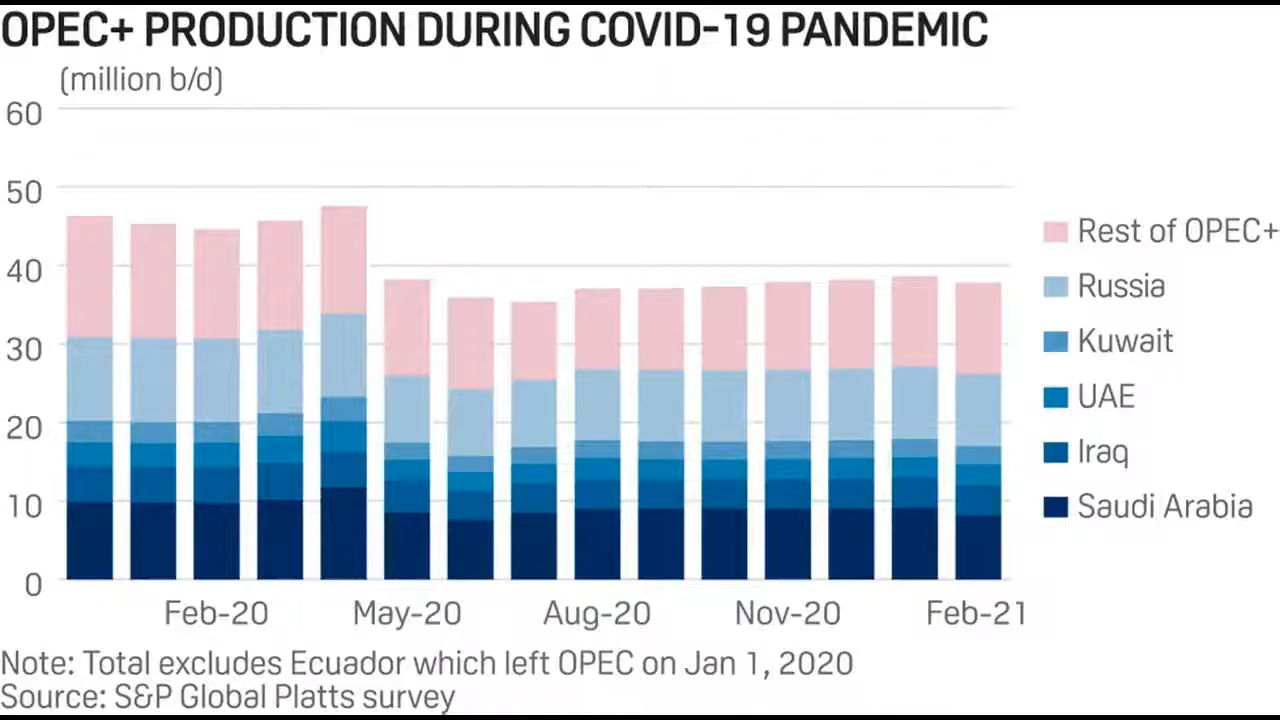 OPEC+ PRODUCTION DURING COVID-19 PANDEMIC
(million b/d)
60
50
40
30
20
10
0
Feb-20 May-20 Aug-20 Nov-20 Feb-21
Rest of OPEC+
Russia
Kuwait
UAE
Iraq
Saudi Arabia
Note: Total excludes Ecuador which left OPEC on Jan 1, 2020
Source: S&P Global Platts survey